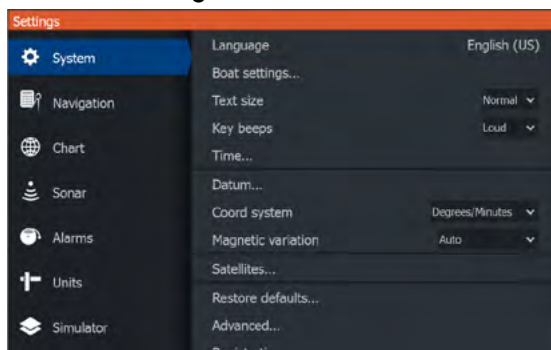 Settings
System
Navigation
Chart
Sonar
Alarms
Units
Simulator
Language English (US)
Boat settings...
Text size Normal
Key beeps Loud
Time...
Datum...
Coord system Degrees/Minutes
Magnetic variation Auto
Satellites...
Restore defaults...
Advanced...